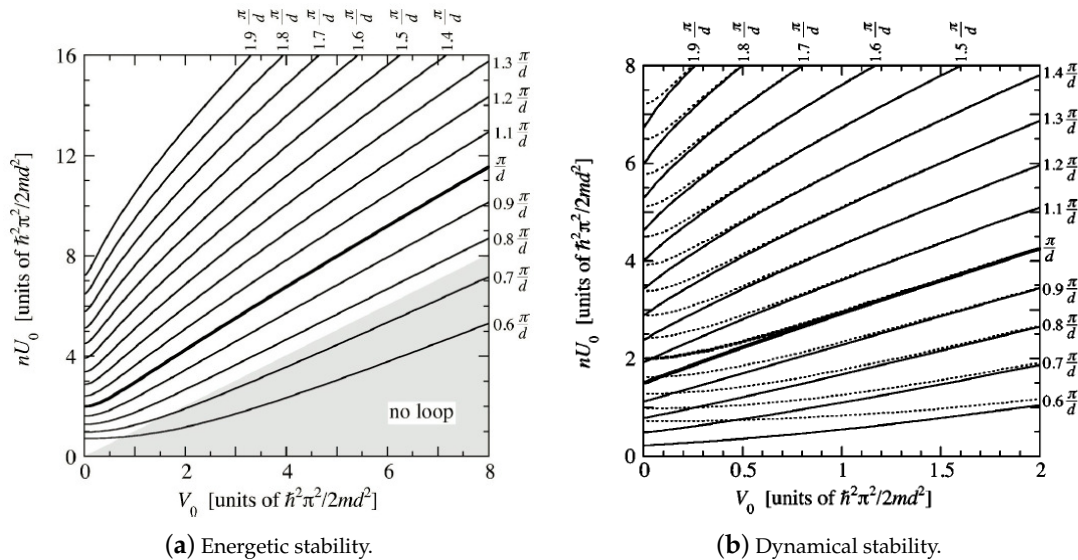 1.9 π/d 1.8 π/d 1.7 π/d 1.6 π/d 1.5 π/d 1.4 π/d
16
12
8
4
0
nU₀ [units of ℏ²π²/2md²]
1.3 π/d
1.2 π/d
1.1 π/d
π/d
0.9 π/d
0.8 π/d
0.7 π/d
0.6 π/d
no loop
0 2 4 6 8
V₀ [units of ℏ²π²/2md²]
(a) Energetic stability.
1.9 π/d 1.8 π/d 1.7 π/d 1.6 π/d 1.5 π/d
8
6
4
2
0
nU₀ [units of ℏ²π²/2md²]
1.4 π/d
1.3 π/d
1.2 π/d
1.1 π/d
π/d
0.9 π/d
0.8 π/d
0.7 π/d
0.6 π/d
0 0.5 1 1.5 2
V₀ [units of ℏ²π²/2md²]
(b) Dynamical stability.